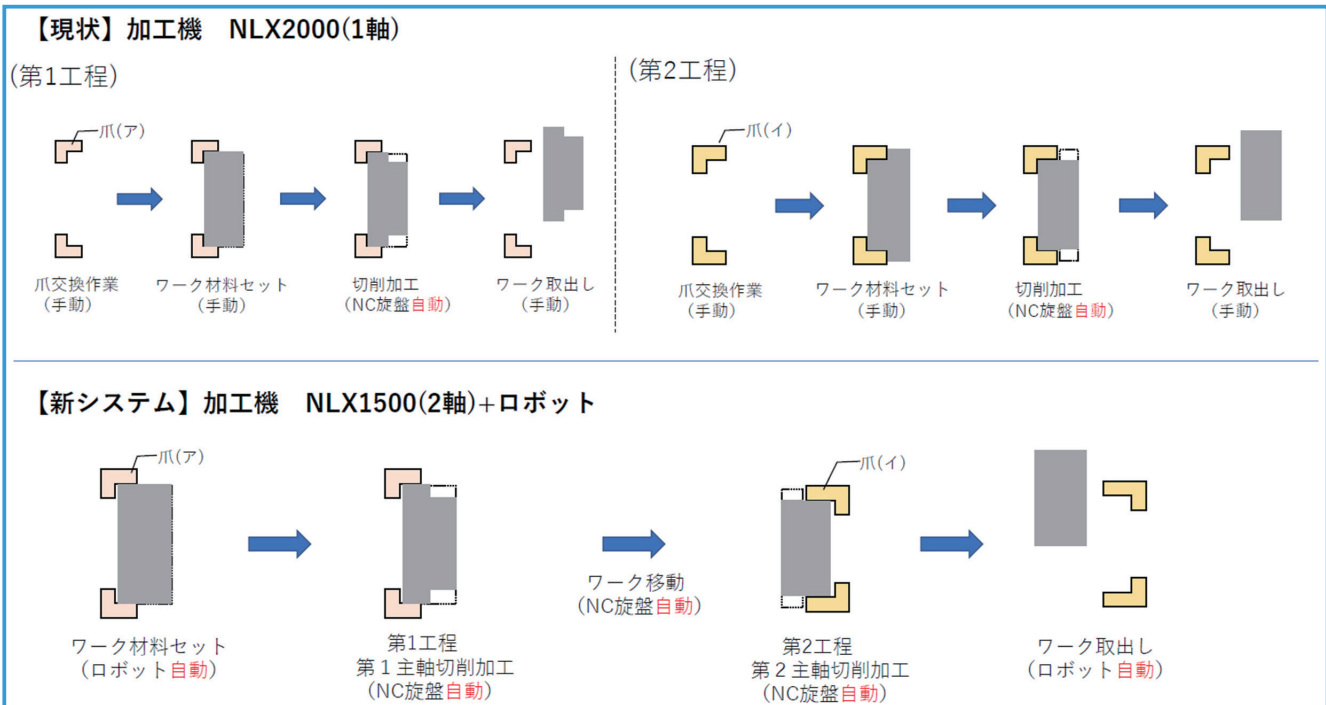 【現状】加工機　NLX2000(1軸)
(第1工程)
爪(ア)
爪交換作業
(手動)
ワーク材料セット
(手動)
切削加工
(NC旋盤自動)
ワーク取出し
(手動)
(第2工程)
爪(イ)
爪交換作業
(手動)
ワーク材料セット
(手動)
切削加工
(NC旋盤自動)
ワーク取出し
(手動)
【新システム】加工機　NLX1500(2軸)+ロボット
爪(ア)
ワーク材料セット
(ロボット自動)
第1工程
第１主軸切削加工
(NC旋盤自動)
ワーク移動
(NC旋盤自動)
爪(イ)
第2工程
第２主軸切削加工
(NC旋盤自動)
ワーク取出し
(ロボット自動)